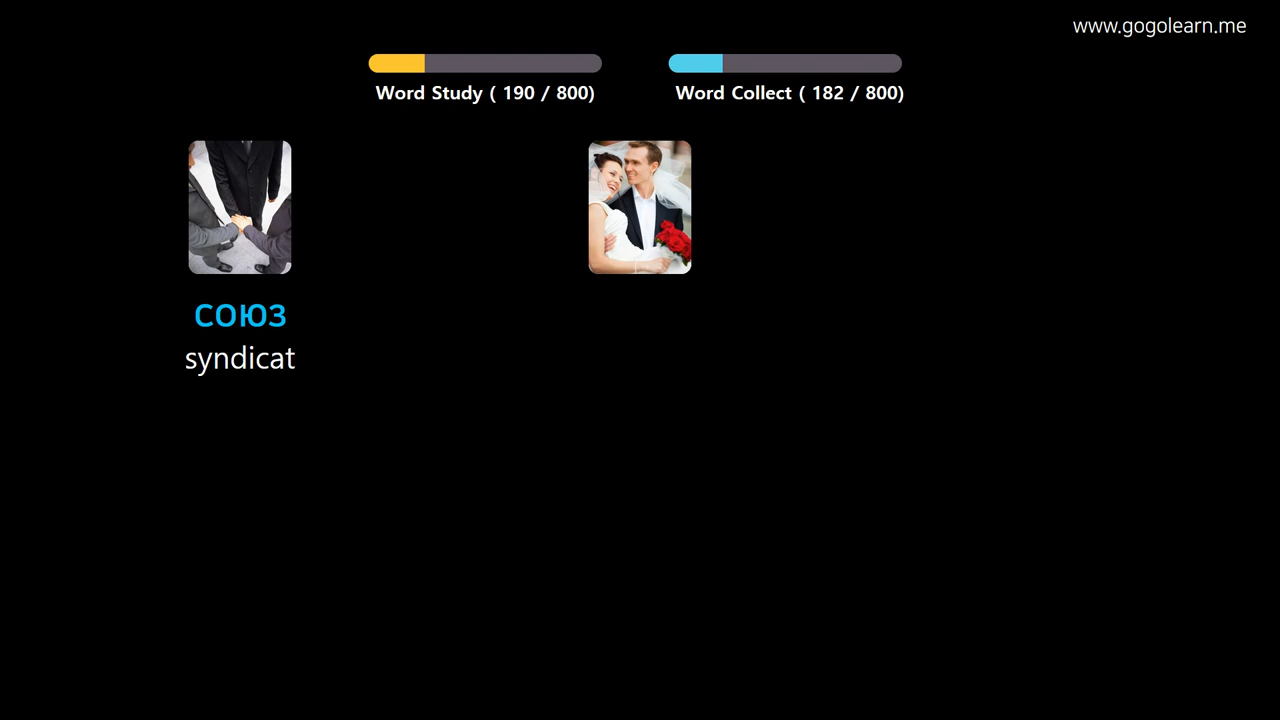 www.gogolearn.me
Word Study ( 190 / 800)
Word Collect ( 182 / 800)
союз
syndicat